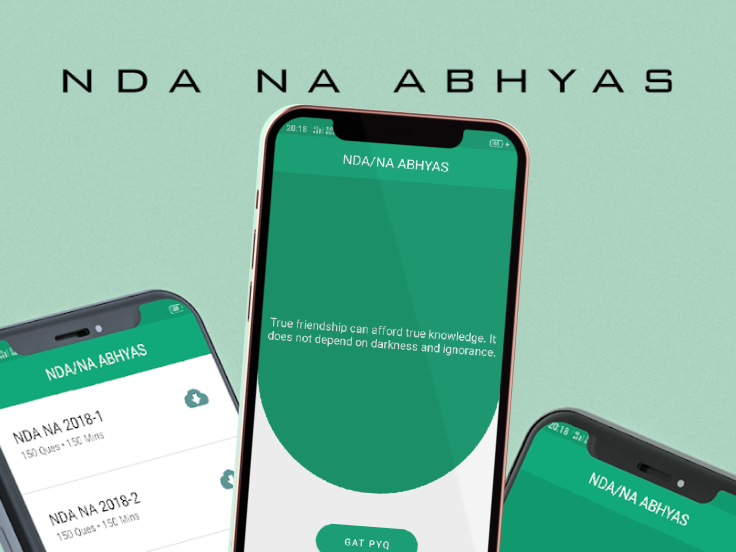 NDA NA ABHYAS
20:18
NDA/NA ABHYAS
True friendship can afford true knowledge. It
does not depend on darkness and ignorance.
GAT PYQ
NDA/NA ABHYAS
NDA NA 2018-1
150 Ques • 150 Mins
NDA NA 2018-2
150 Ques • 150 Mins
20:18
NDA/NA ABHYAS